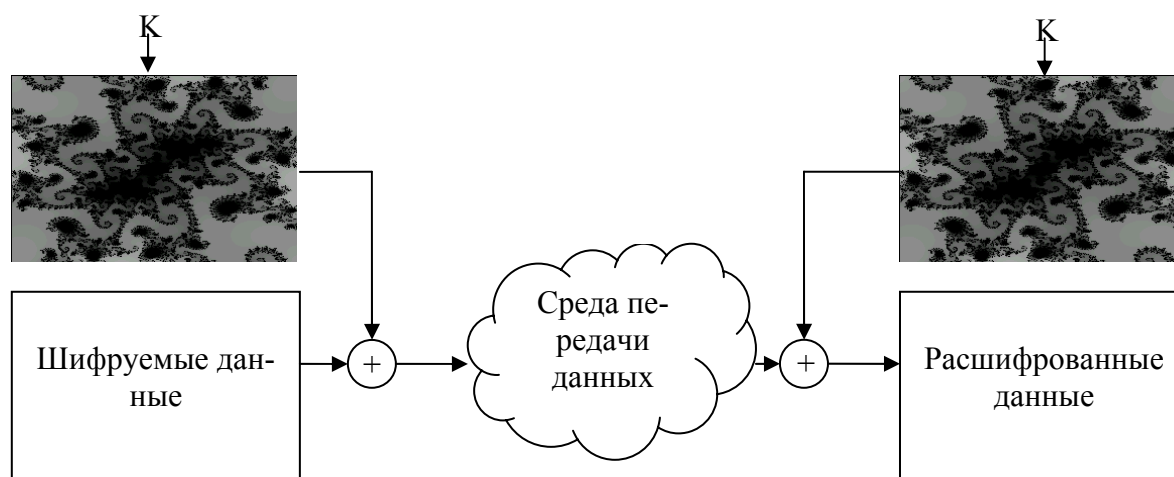 K
K
Шифруемые дан-
ные
+
Среда пе-
редачи
данных
+
Расшифрованные
данные